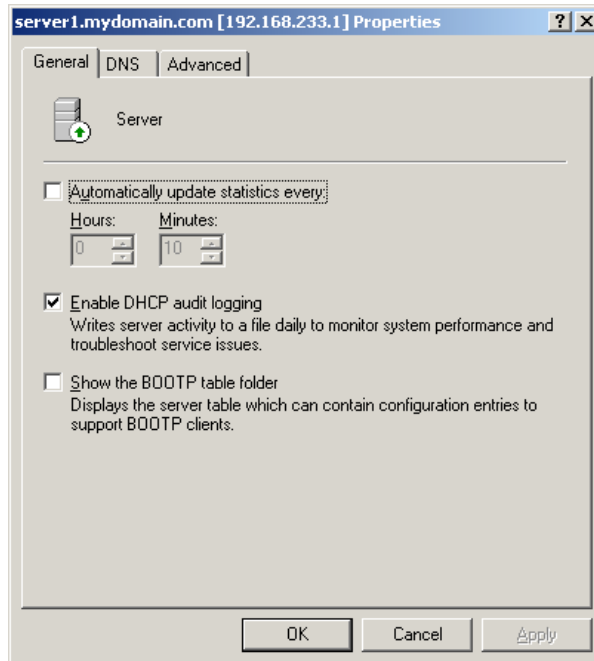 server1.mydomain.com [192.168.233.1] Properties
General DNS Advanced
Server
Automatically update statistics every:
Hours: Minutes:
0 10
Enable DHCP audit logging
Writes server activity to a file daily to monitor system performance and
troubleshoot service issues.
Show the BOOTP table folder
Displays the server table which can contain configuration entries to
support BOOTP clients.
OK Cancel Apply